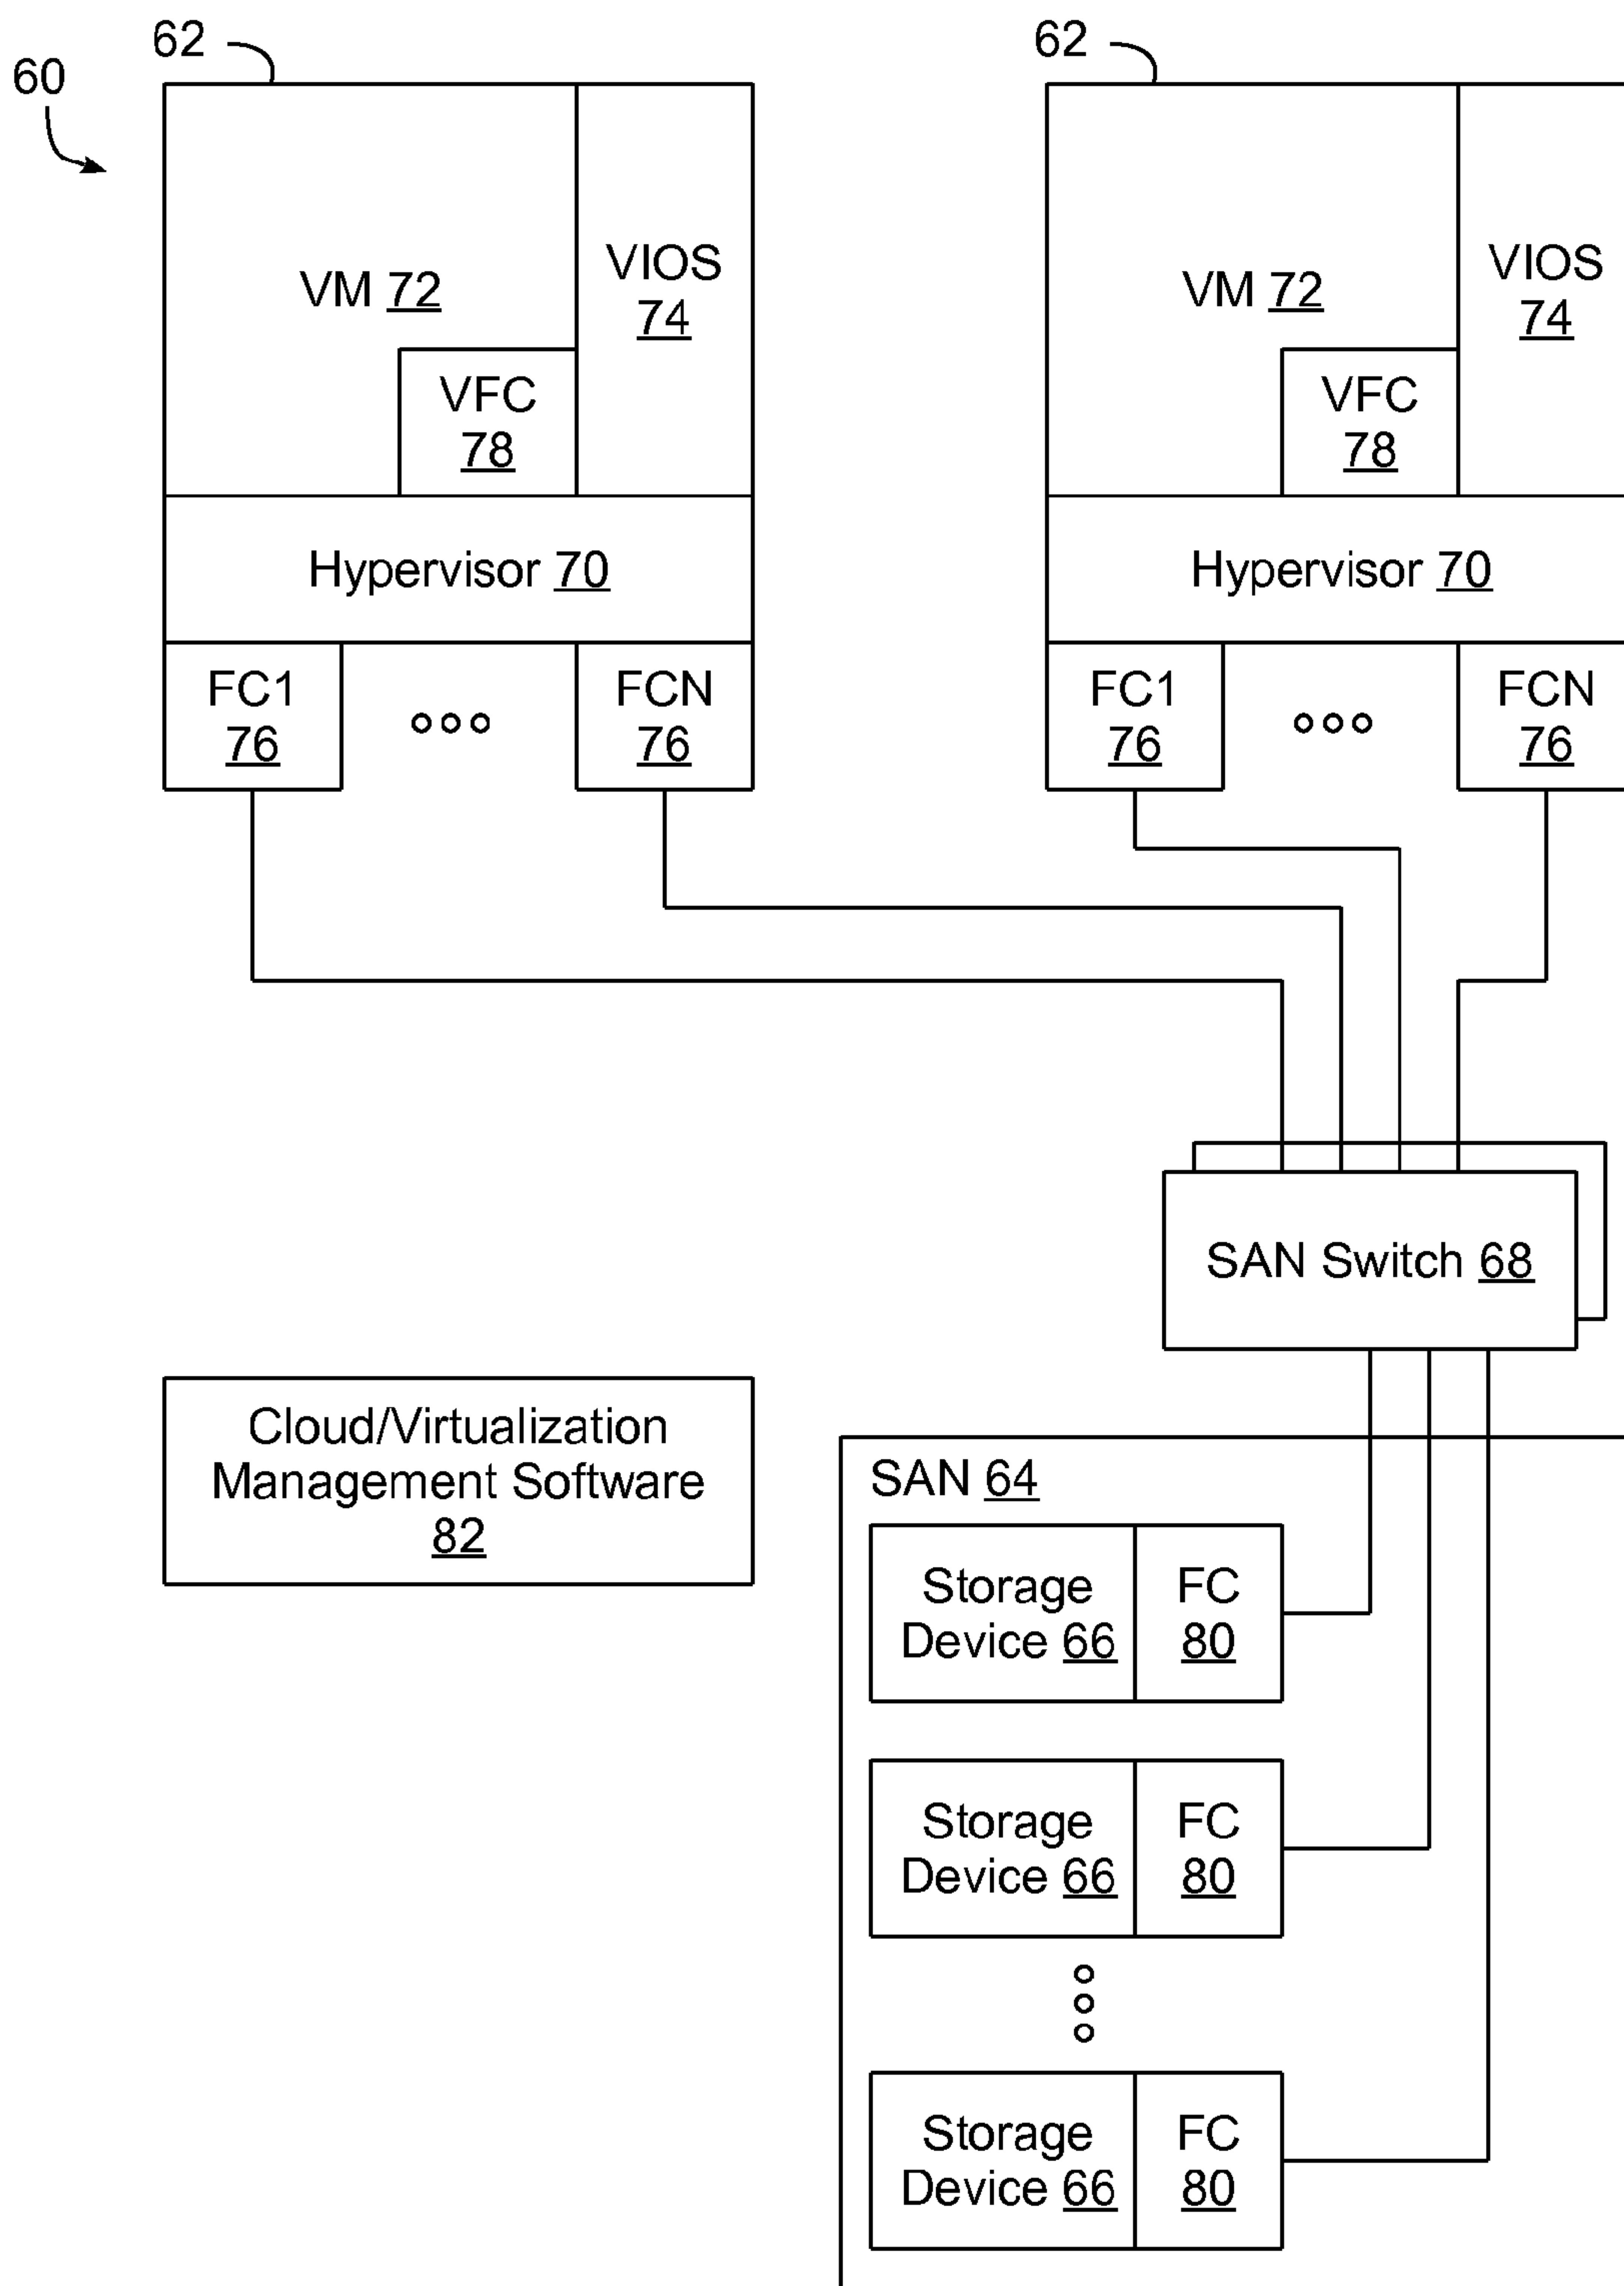 60
62
VM 72
VIOS
74
VFC
78
Hypervisor 70
FC1
76
FCN
76
62
VM 72
VIOS
74
VFC
78
Hypervisor 70
FC1
76
FCN
76
SAN Switch 68
Cloud/Virtualization
Management Software
82
SAN 64
Storage
Device 66
FC
80
Storage
Device 66
FC
80
Storage
Device 66
FC
80